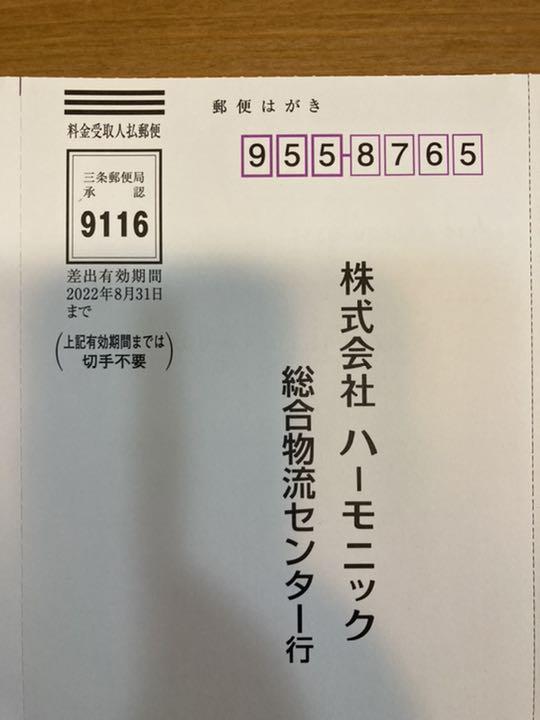 郵便はがき
料金受取人払郵便
三条郵便局
承認
9116
差出有効期間
2022年8月31日
まで
(上記有効期間までは
切手不要)
955-8765
株式会社 ハーモニック
総合物流センター行